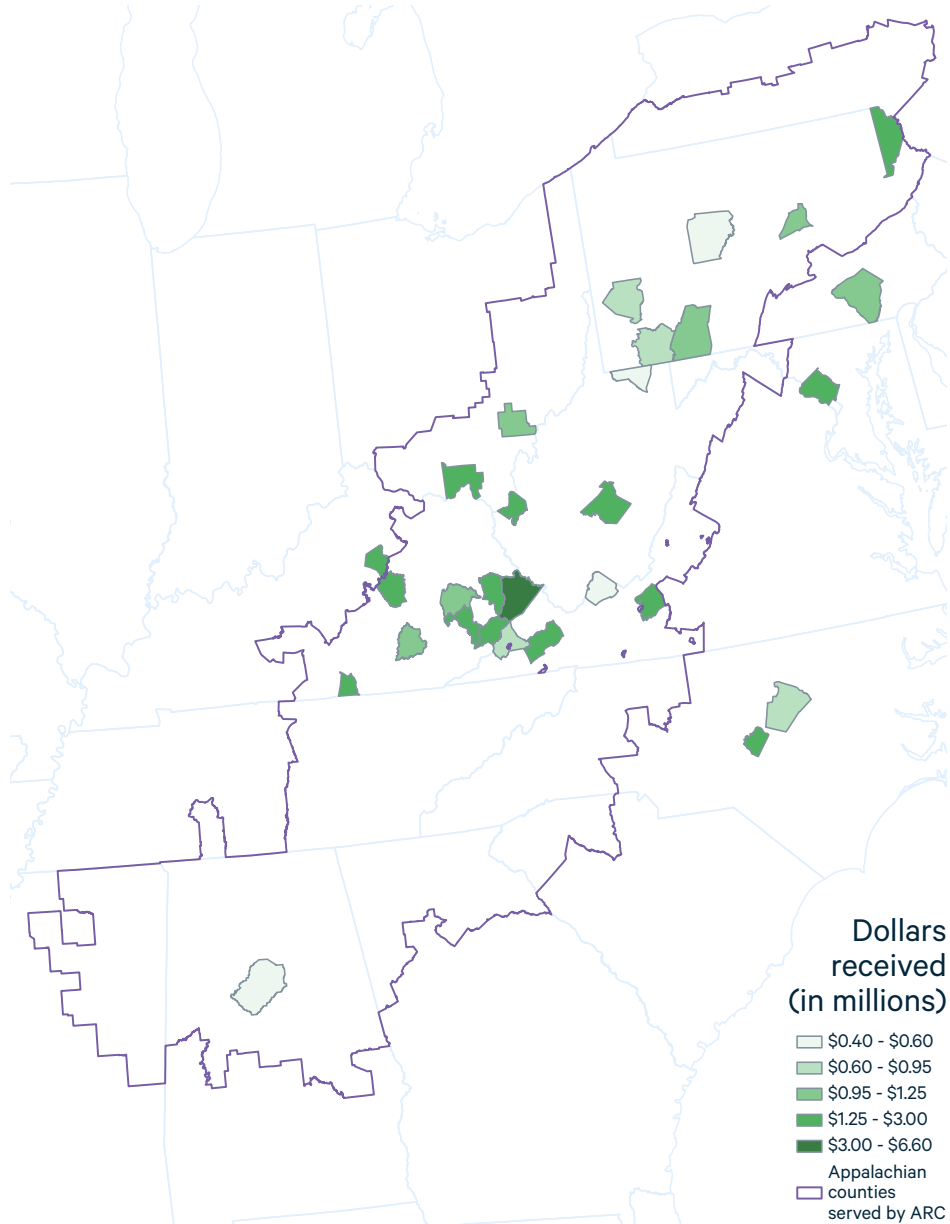 Dollars
received
(in millions)
$0.40 - $0.60
$0.60 - $0.95
$0.95 - $1.25
$1.25 - $3.00
$3.00 - $6.60
Appalachian
counties
served by ARC